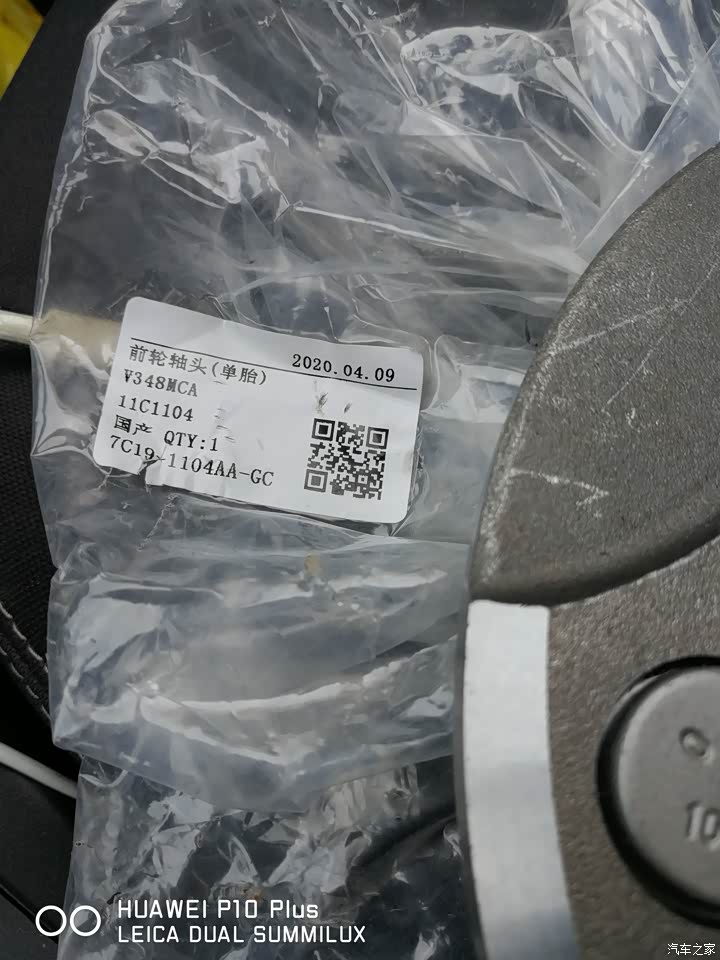 前轮轴头(单胎) 2020.04.09
V348MCA
11C1104
国产 QTY:1
7C19-1104AA-GC
10
HUAWEI P10 Plus
LEICA DUAL SUMMILUX
汽车之家